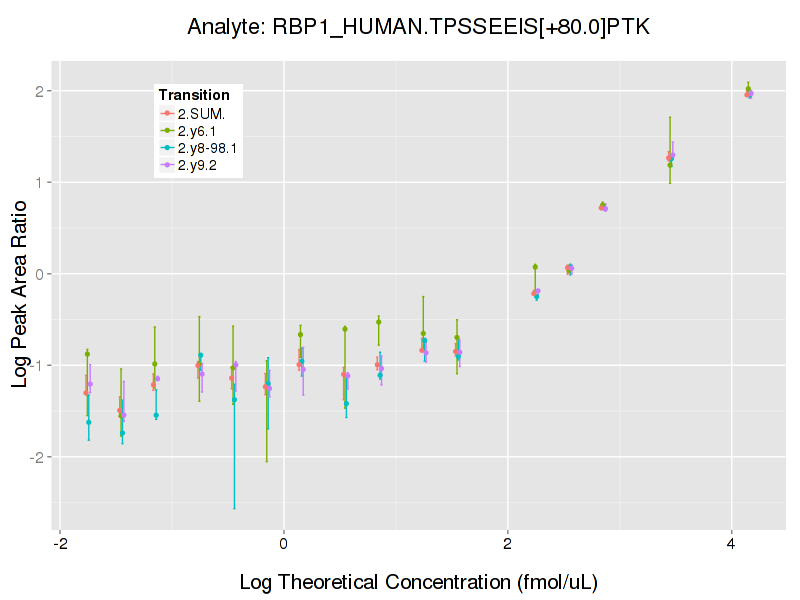 Analyte: RBP1_HUMAN.TPSSEEIS[+80.0]PTK
Log Peak Area Ratio
2
1
0
-1
-2
Transition
2.SUM.
2.y6.1
2.y8-98.1
2.y9.2
-2
0
2
4
Log Theoretical Concentration (fmol/uL)